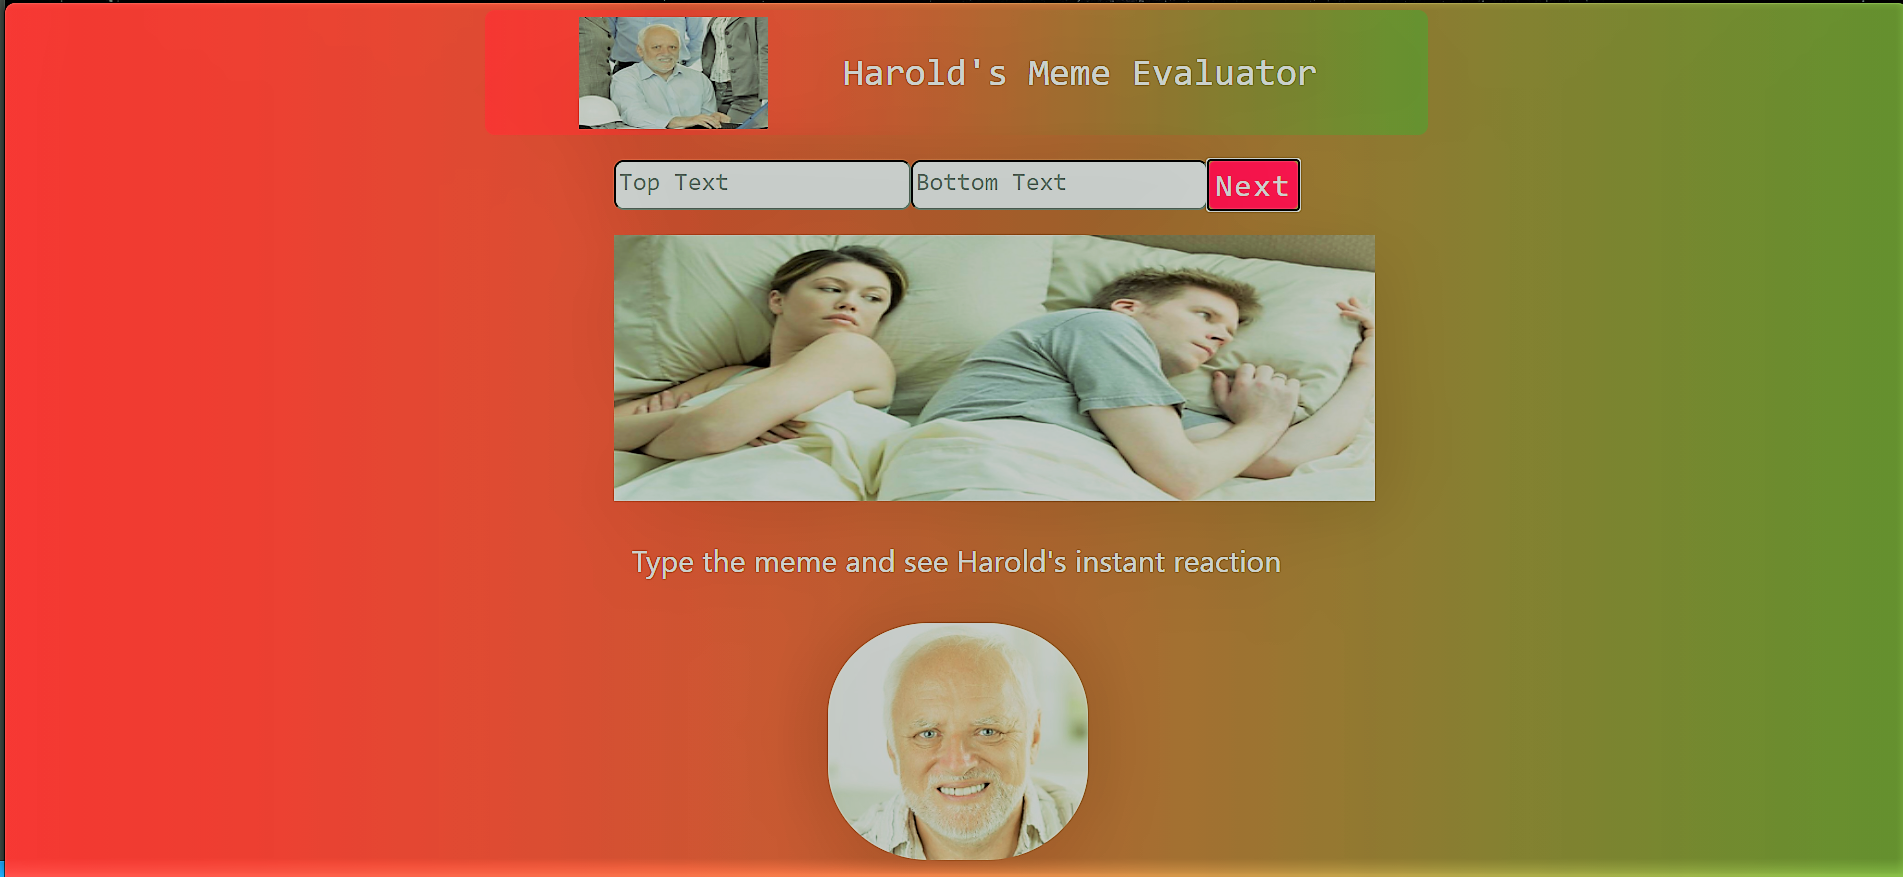 Harold's Meme Evaluator
Top Text Bottom Text Next
Type the meme and see Harold's instant reaction